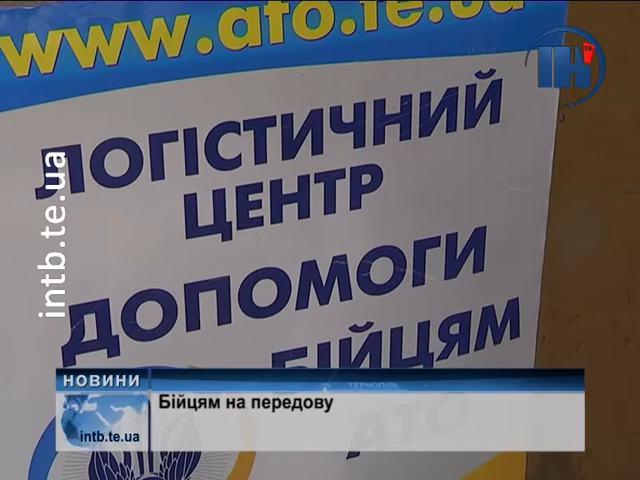 www.ato.te.ua
ІНТБ
ЛОГІСТИЧНИЙ
ЦЕНТР
ДОПОМОГИ
БІЙЦЯМ
АТО
intb.te.ua
НОВИНИ
ТЕРНОПІЛЬ
Бійцям на передову
intb.te.ua